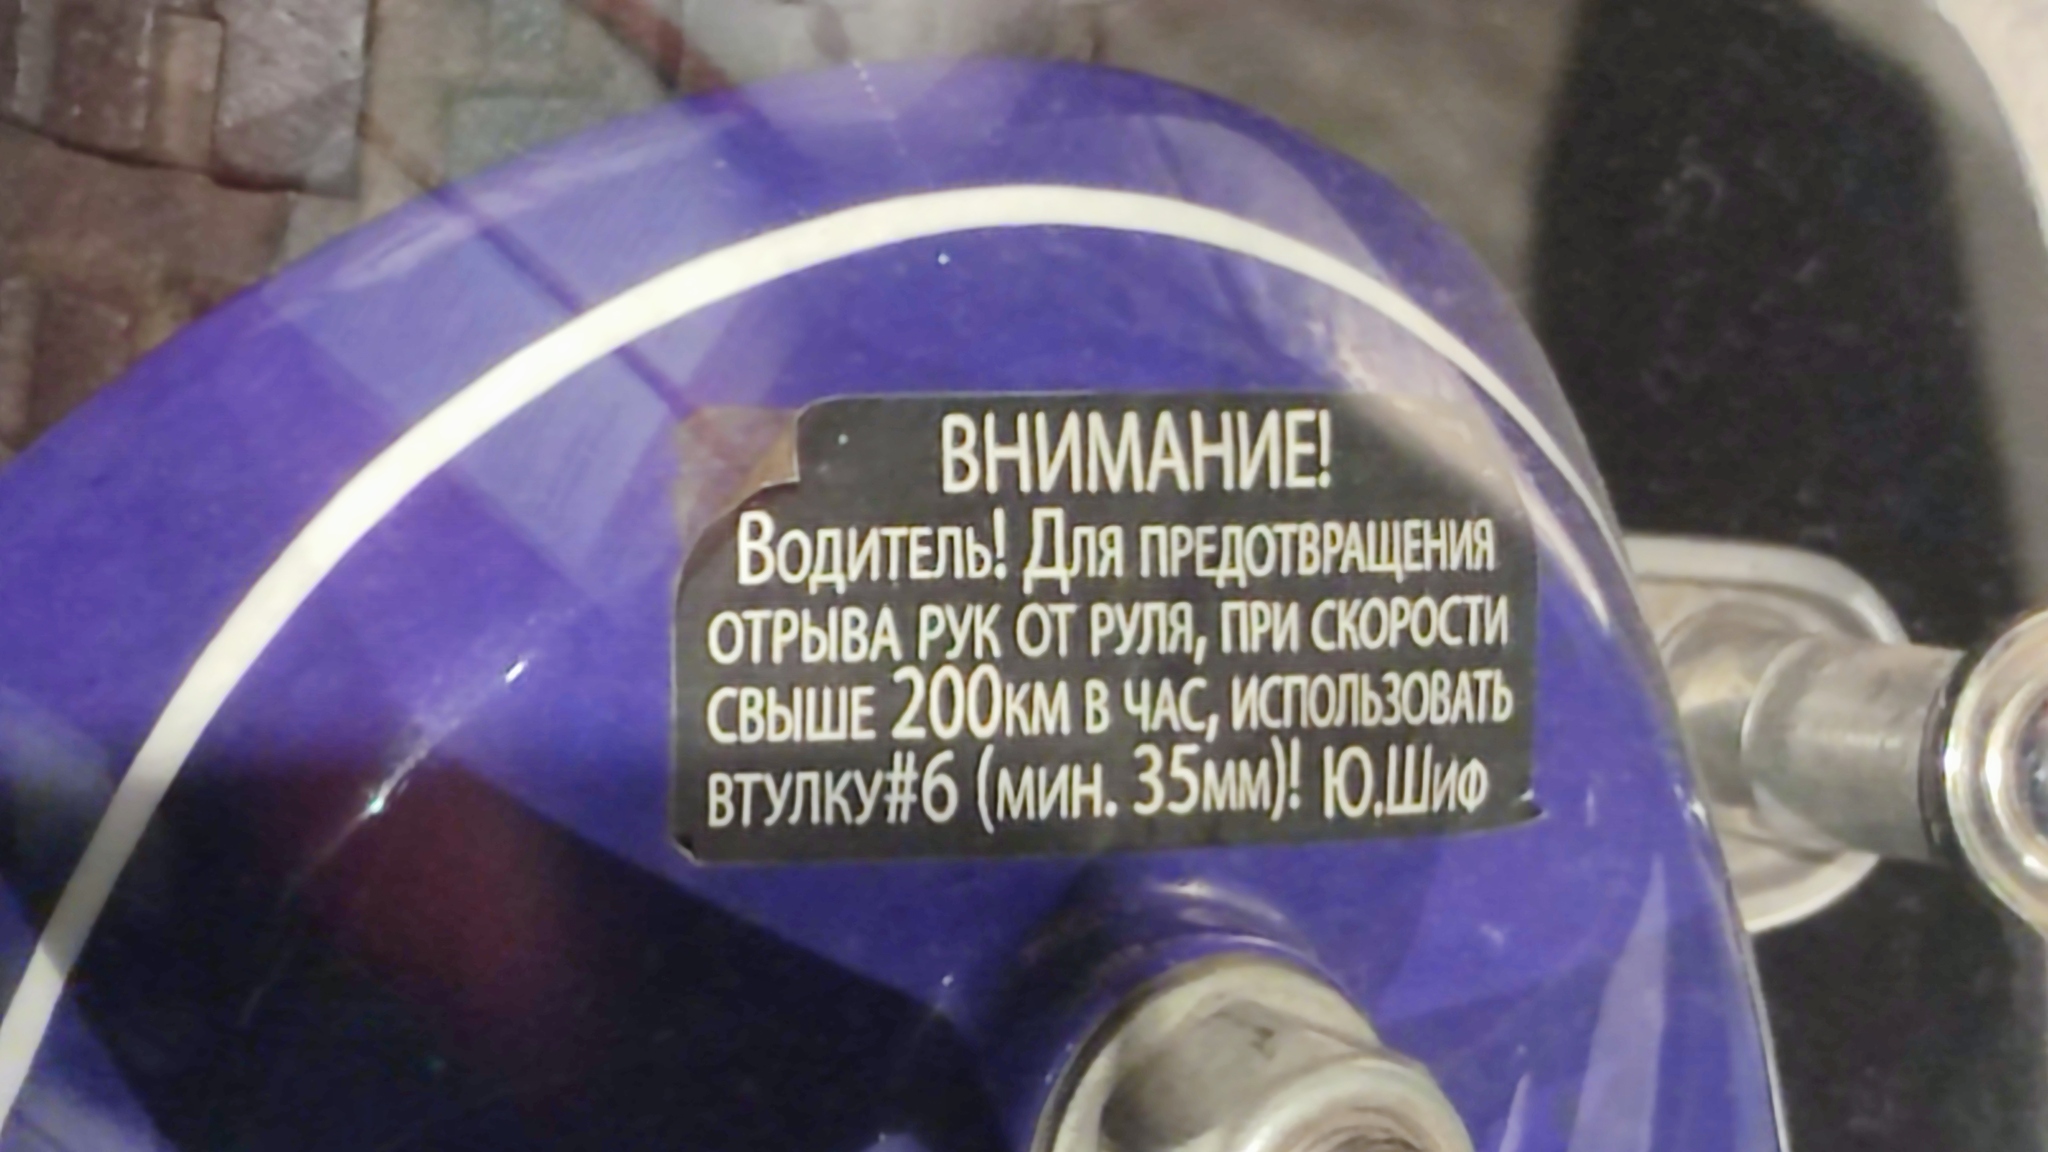 ВНИМАНИЕ!
Водитель! Для предотвращения
отрыва рук от руля, при скорости
свыше 200км в час, использовать
втулку#6 (мин. 35мм)! Ю.Шиф